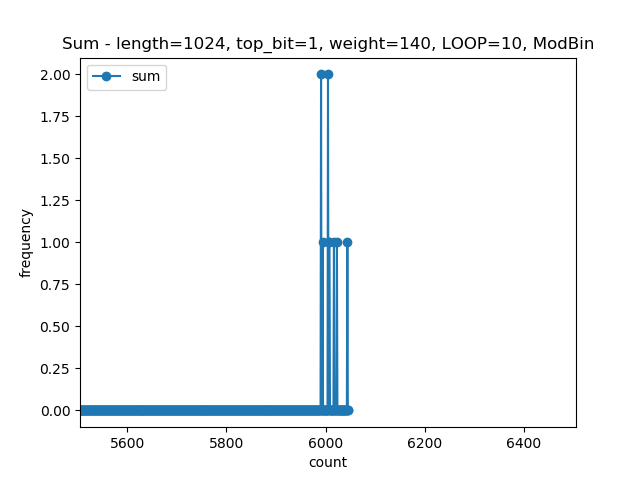 Sum - length=1024, top_bit=1, weight=140, LOOP=10, ModBin
sum
2.00
1.75
1.50
1.25
1.00
0.75
0.50
0.25
0.00
frequency
5600 5800 6000 6200 6400
count